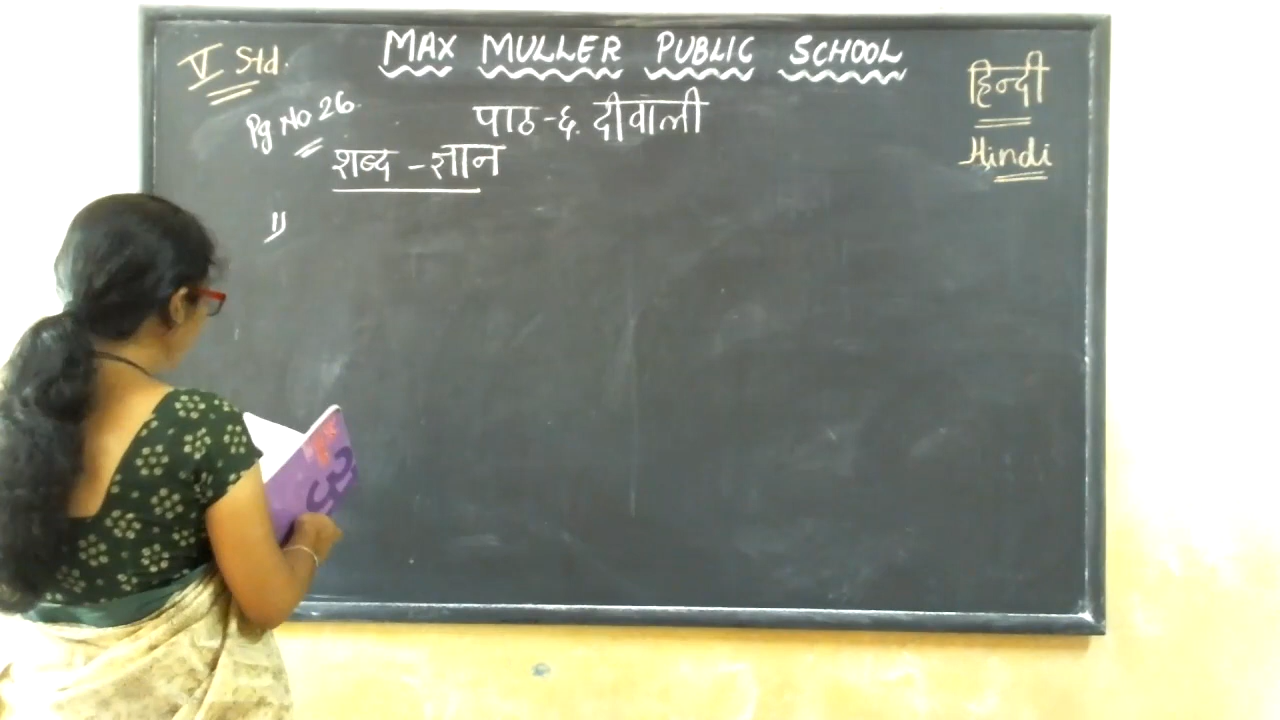 V Std.
MAX MULLER PUBLIC SCHOOL
हिन्दी
Pg No 26.
पाठ-६. दीवाली
Hindi
शब्द - ज्ञान
1)